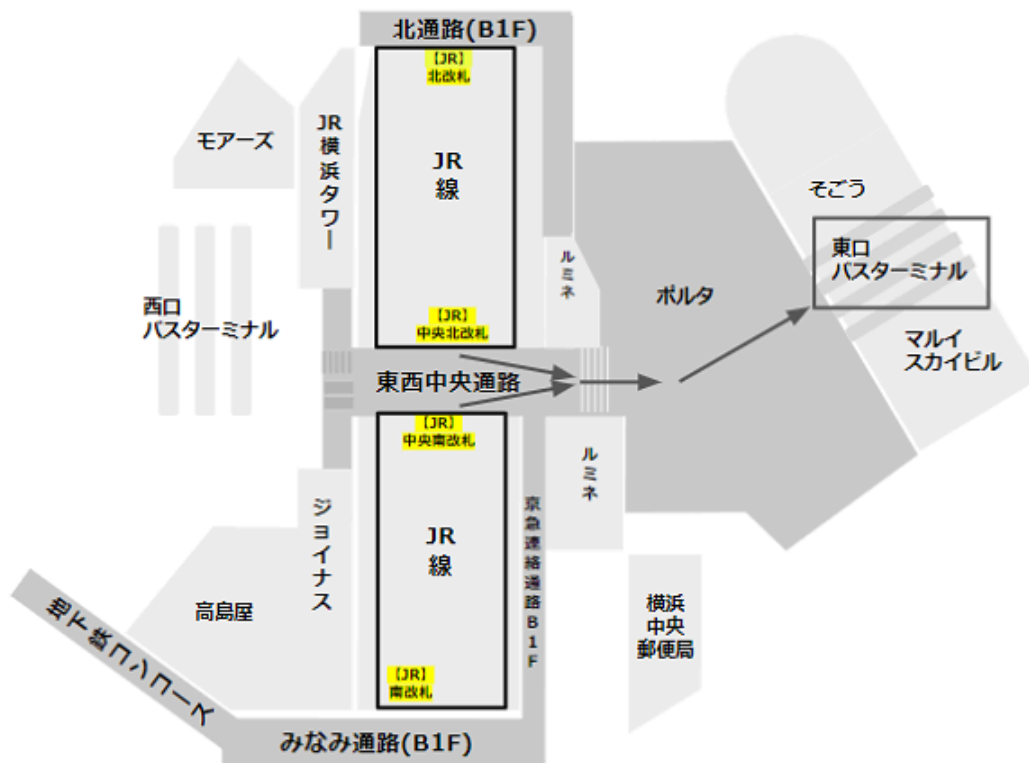 北通路(B1F)
【JR】
北改札
モアーズ
JR横浜タワー
JR
線
そごう
東口
バスターミナル
ルミネ
ポルタ
西口
バスターミナル
【JR】
中央北改札
マルイ
スカイビル
東西中央通路
【JR】
中央南改札
ルミネ
ジョイナス
京急連絡通路B1F
JR
線
高島屋
横浜
中央
郵便局
地下鉄コンコース
【JR】
南改札
みなみ通路(B1F)